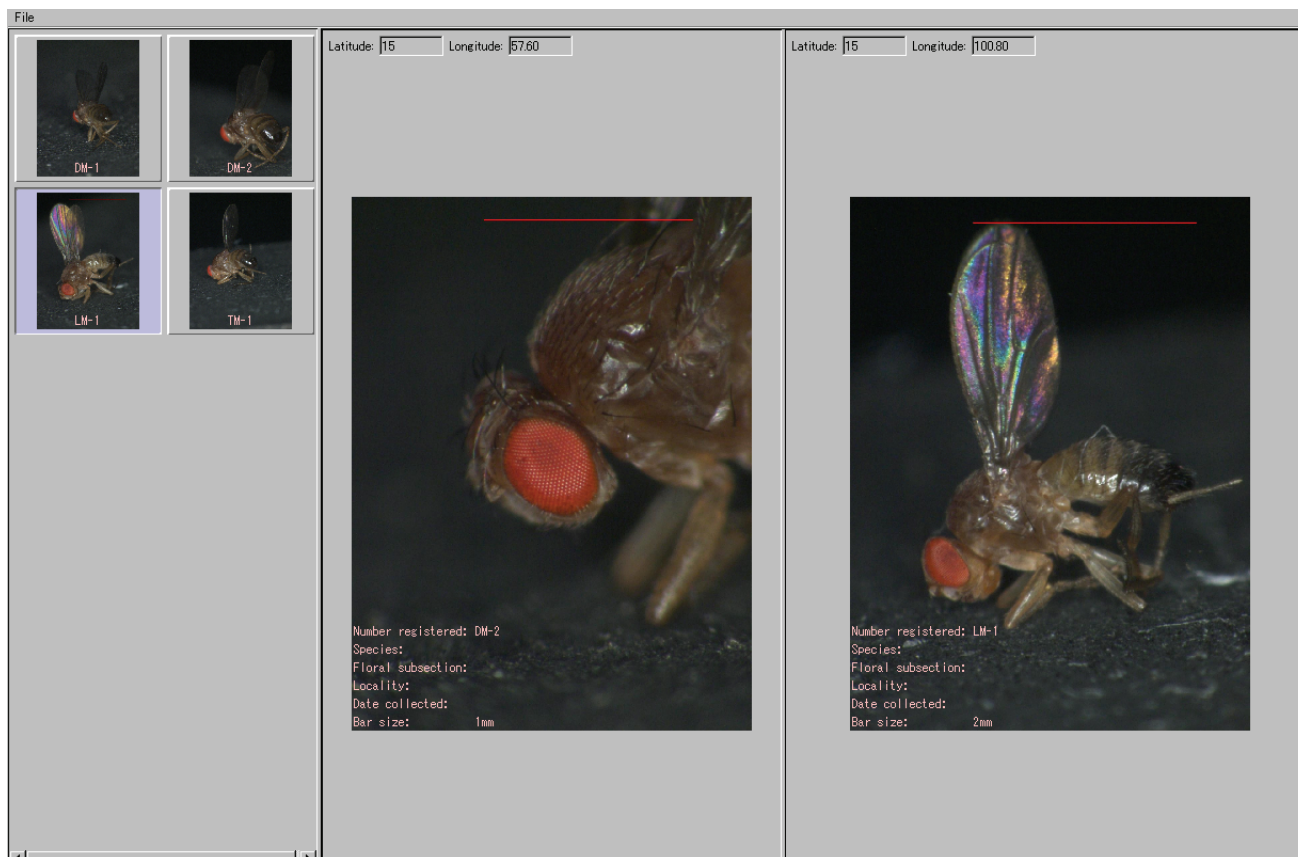 File
DM-1
DM-2
LM-1
TM-1
Latitude: 15 Longitude: 57.60
Number registered: DM-2
Species:
Floral subsection:
Locality:
Date collected:
Bar size: 1mm
Latitude: 15 Longitude: 100.80
Number registered: LM-1
Species:
Floral subsection:
Locality:
Date collected:
Bar size: 2mm